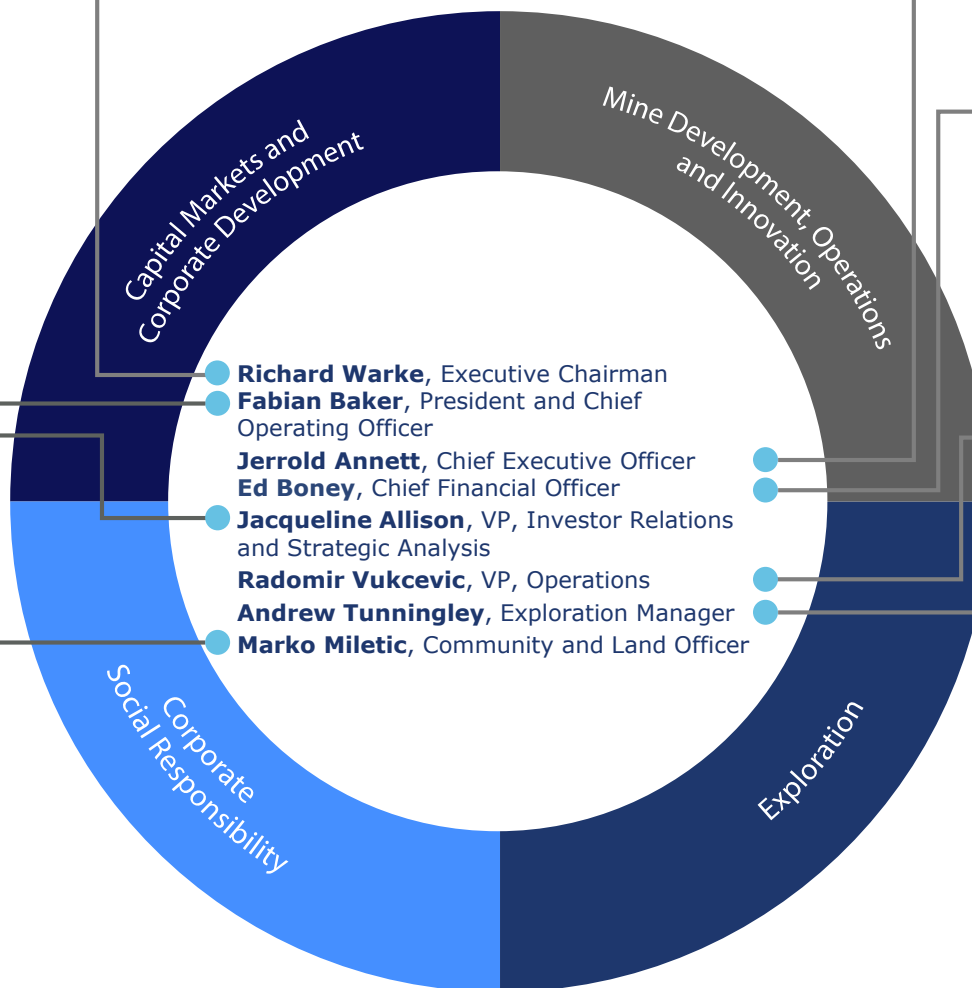 Capital Markets and
Corporate Development
Mine Development, Operations
and Innovation
Richard Warke, Executive Chairman
Fabian Baker, President and Chief
Operating Officer
Jerrold Annett, Chief Executive Officer
Ed Boney, Chief Financial Officer
Jacqueline Allison, VP, Investor Relations
and Strategic Analysis
Radomir Vukcevic, VP, Operations
Andrew Tunningley, Exploration Manager
Marko Miletic, Community and Land Officer
Corporate
Social Responsibility
Exploration